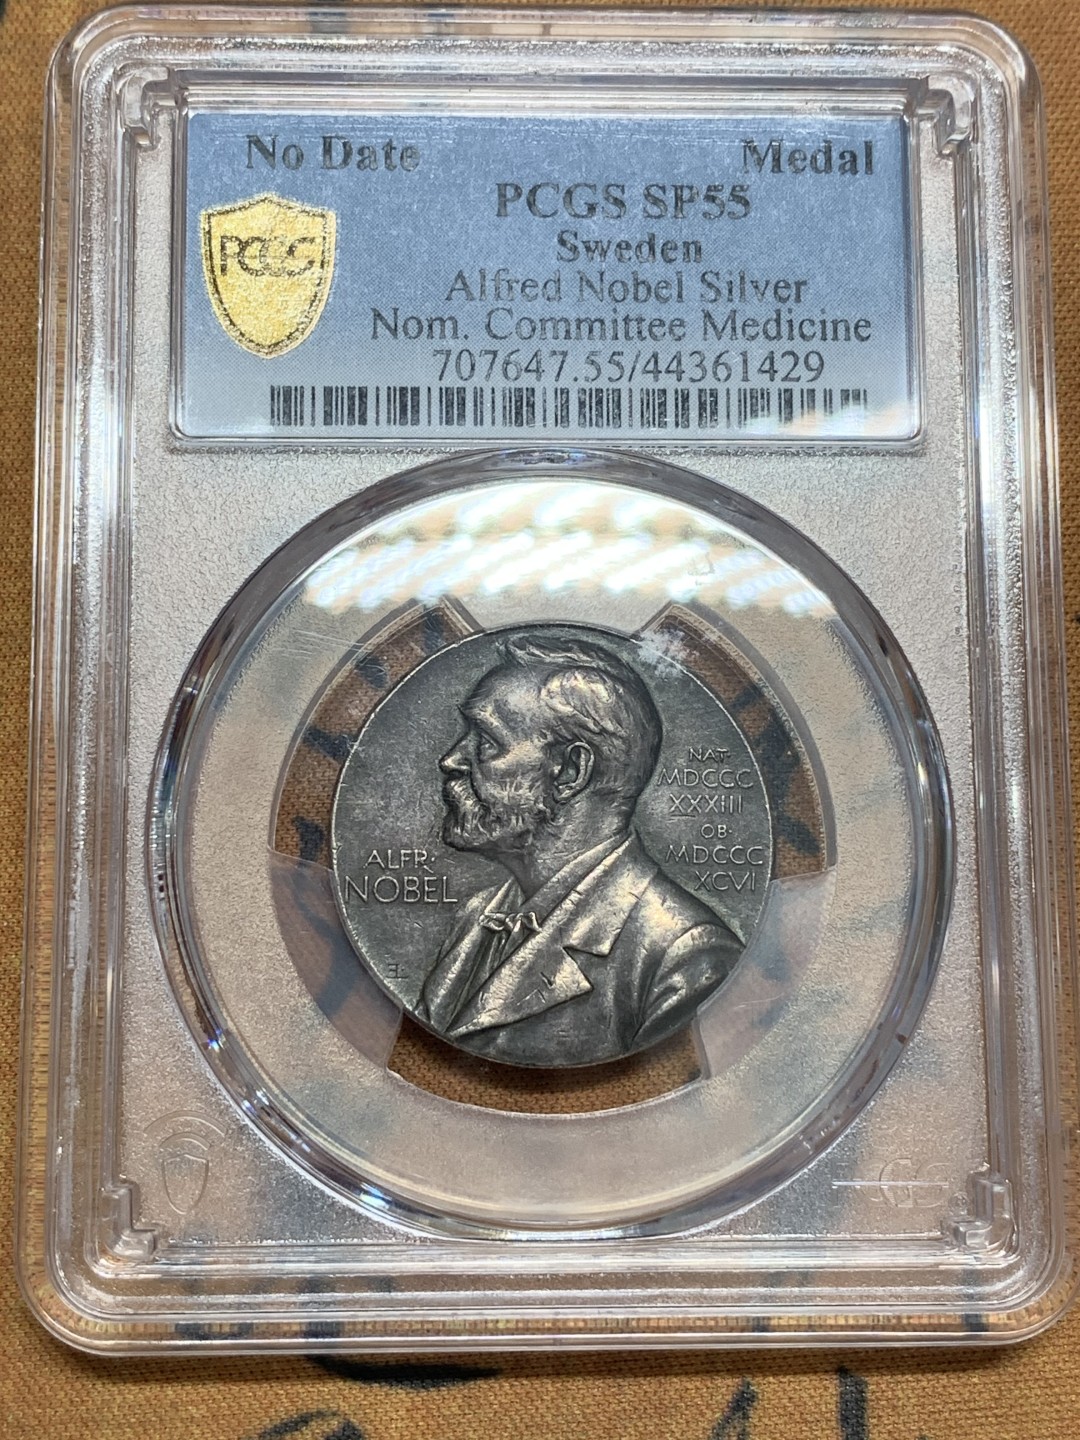 No Date Medal
PCGS SP55
PCGS
Sweden
Alfred Nobel Silver
Nom. Committee Medicine
707647.55/44361429
NAT·
MDCCC
XXXIII
OB·
MDCCC
XCVI
ALFR·
NOBEL